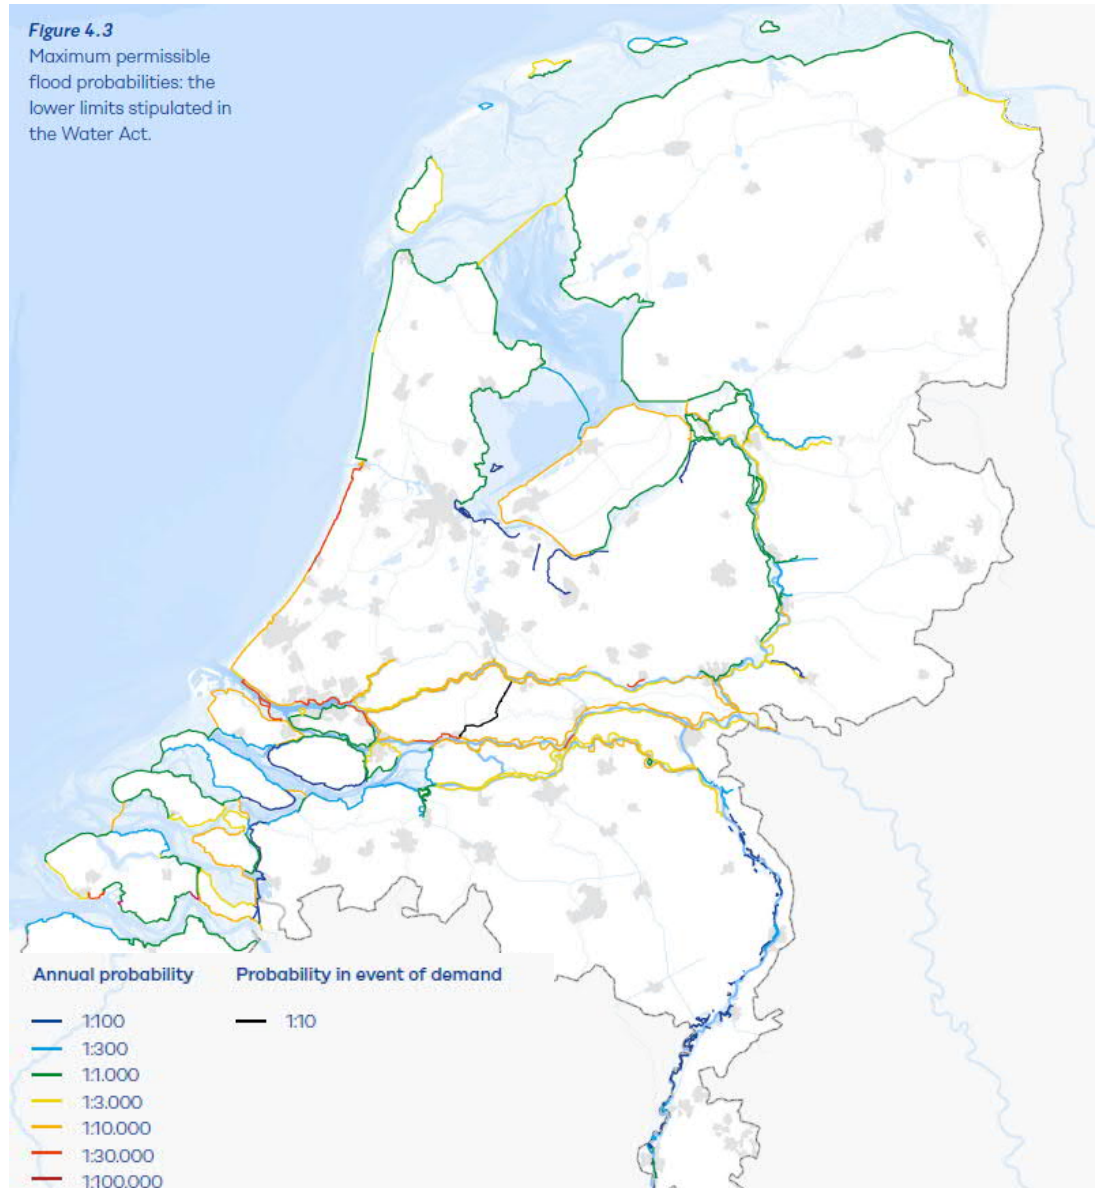 Figure 4.3
Maximum permissible
flood probabilities: the
lower limits stipulated in
the Water Act.
Annual probability
Probability in event of demand
1:100
1:10
1:300
1:1.000
1:3.000
1:10.000
1:30.000
1:100.000